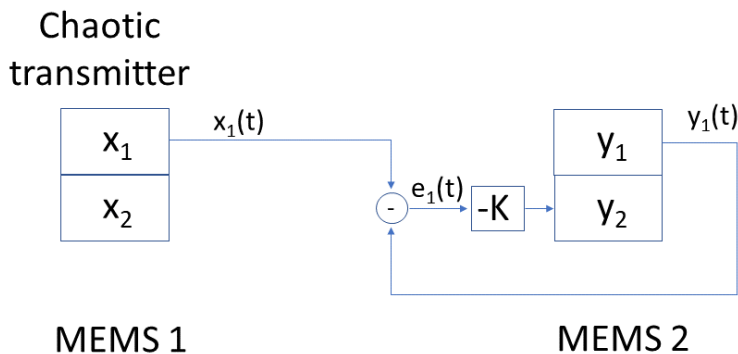 Chaotic
transmitter
x₁
x₂
x₁(t)
-
e₁(t)
-K
y₁
y₂
y₁(t)
MEMS 1
MEMS 2